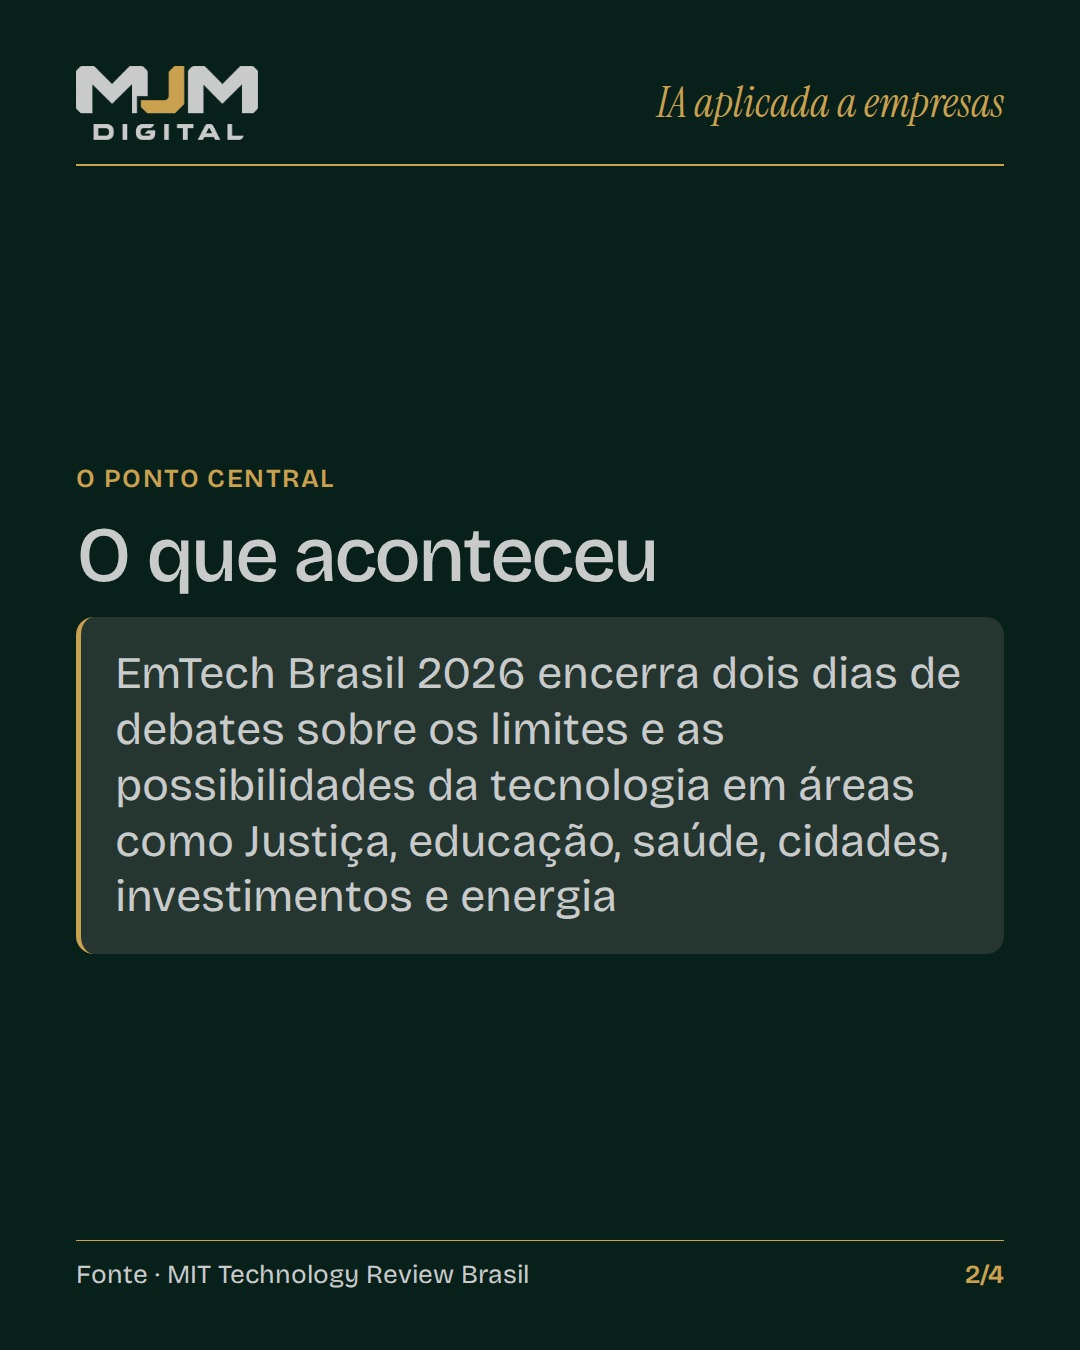 MJM
DIGITAL
IA aplicada a empresas
O PONTO CENTRAL
O que aconteceu
EmTech Brasil 2026 encerra dois dias de
debates sobre os limites e as
possibilidades da tecnologia em áreas
como Justiça, educação, saúde, cidades,
investimentos e energia
Fonte · MIT Technology Review Brasil
2/4